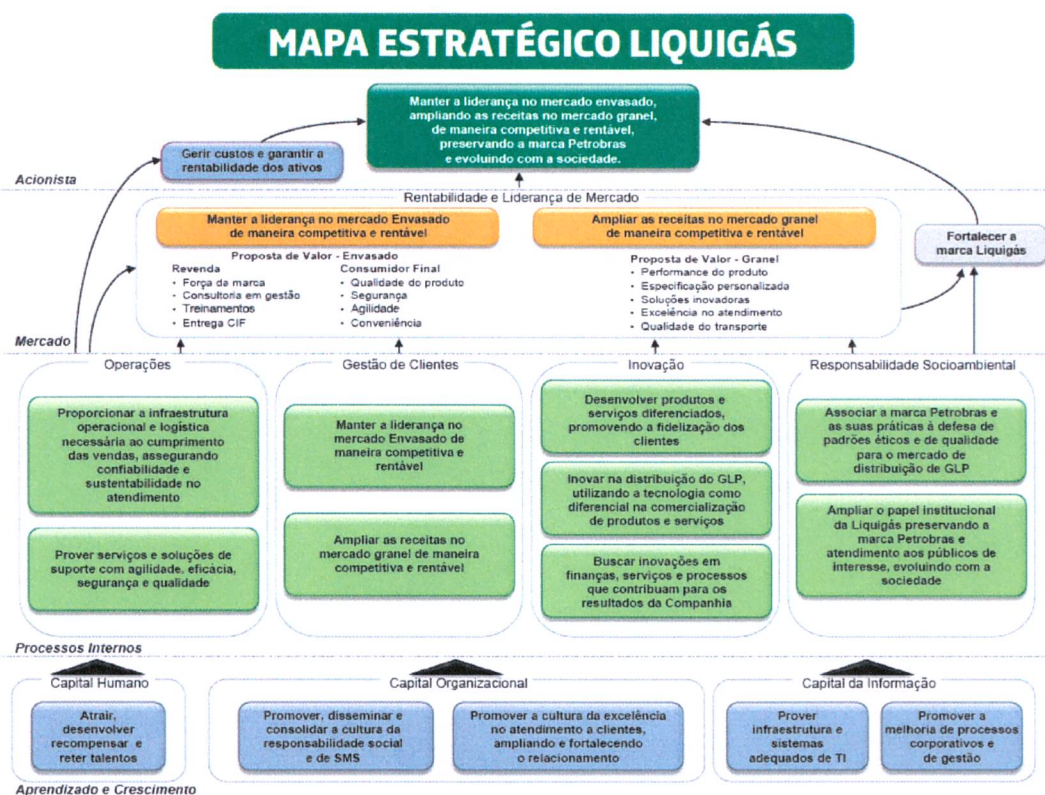 MAPA ESTRATÉGICO LIQUIGÁS
Manter a liderança no mercado envasado,
ampliando as receitas no mercado granel,
de maneira competitiva e rentável,
preservando a marca Petrobras
e evoluindo com a sociedade.
Gerir custos e garantir a
rentabilidade dos ativos
Acionista
Rentabilidade e Liderança de Mercado
Manter a liderança no mercado Envasado
de maneira competitiva e rentável
Ampliar as receitas no mercado granel
de maneira competitiva e rentável
Fortalecer a
marca Liquigás
Proposta de Valor - Envasado
Revenda
• Força da marca
• Consultoria em gestão
• Treinamentos
• Entrega CIF
Consumidor Final
• Qualidade do produto
• Segurança
• Agilidade
• Conveniência
Proposta de Valor - Granel
• Performance do produto
• Especificação personalizada
• Soluções inovadoras
• Excelência no atendimento
• Qualidade do transporte
Mercado
Operações
Proporcionar a infraestrutura
operacional e logística
necessária ao cumprimento
das vendas, assegurando
confiabilidade e
sustentabilidade no
atendimento
Prover serviços e soluções de
suporte com agilidade, eficácia,
segurança e qualidade
Gestão de Clientes
Manter a liderança no
mercado Envasado de
maneira competitiva e
rentável
Ampliar as receitas no
mercado granel de maneira
competitiva e rentável
Inovação
Desenvolver produtos e
serviços diferenciados,
promovendo a fidelização dos
clientes
Inovar na distribuição do GLP,
utilizando a tecnologia como
diferencial na comercialização
de produtos e serviços
Buscar inovações em
finanças, serviços e processos
que contribuam para os
resultados da Companhia
Responsabilidade Socioambiental
Associar a marca Petrobras e
as suas práticas à defesa de
padrões éticos e de qualidade
para o mercado de
distribuição de GLP
Ampliar o papel institucional
da Liquigás preservando a
marca Petrobras e
atendimento aos públicos de
interesse, evoluindo com a
sociedade
Processos Internos
Capital Humano
Atrair,
desenvolver
recompensar e
reter talentos
Capital Organizacional
Promover, disseminar e
consolidar a cultura da
responsabilidade social
e de SMS
Promover a cultura da excelência
no atendimento a clientes,
ampliando e fortalecendo
o relacionamento
Capital da Informação
Prover
infraestrutura e
sistemas
adequados de TI
Promover a
melhoria de processos
corporativos e
de gestão
Aprendizado e Crescimento